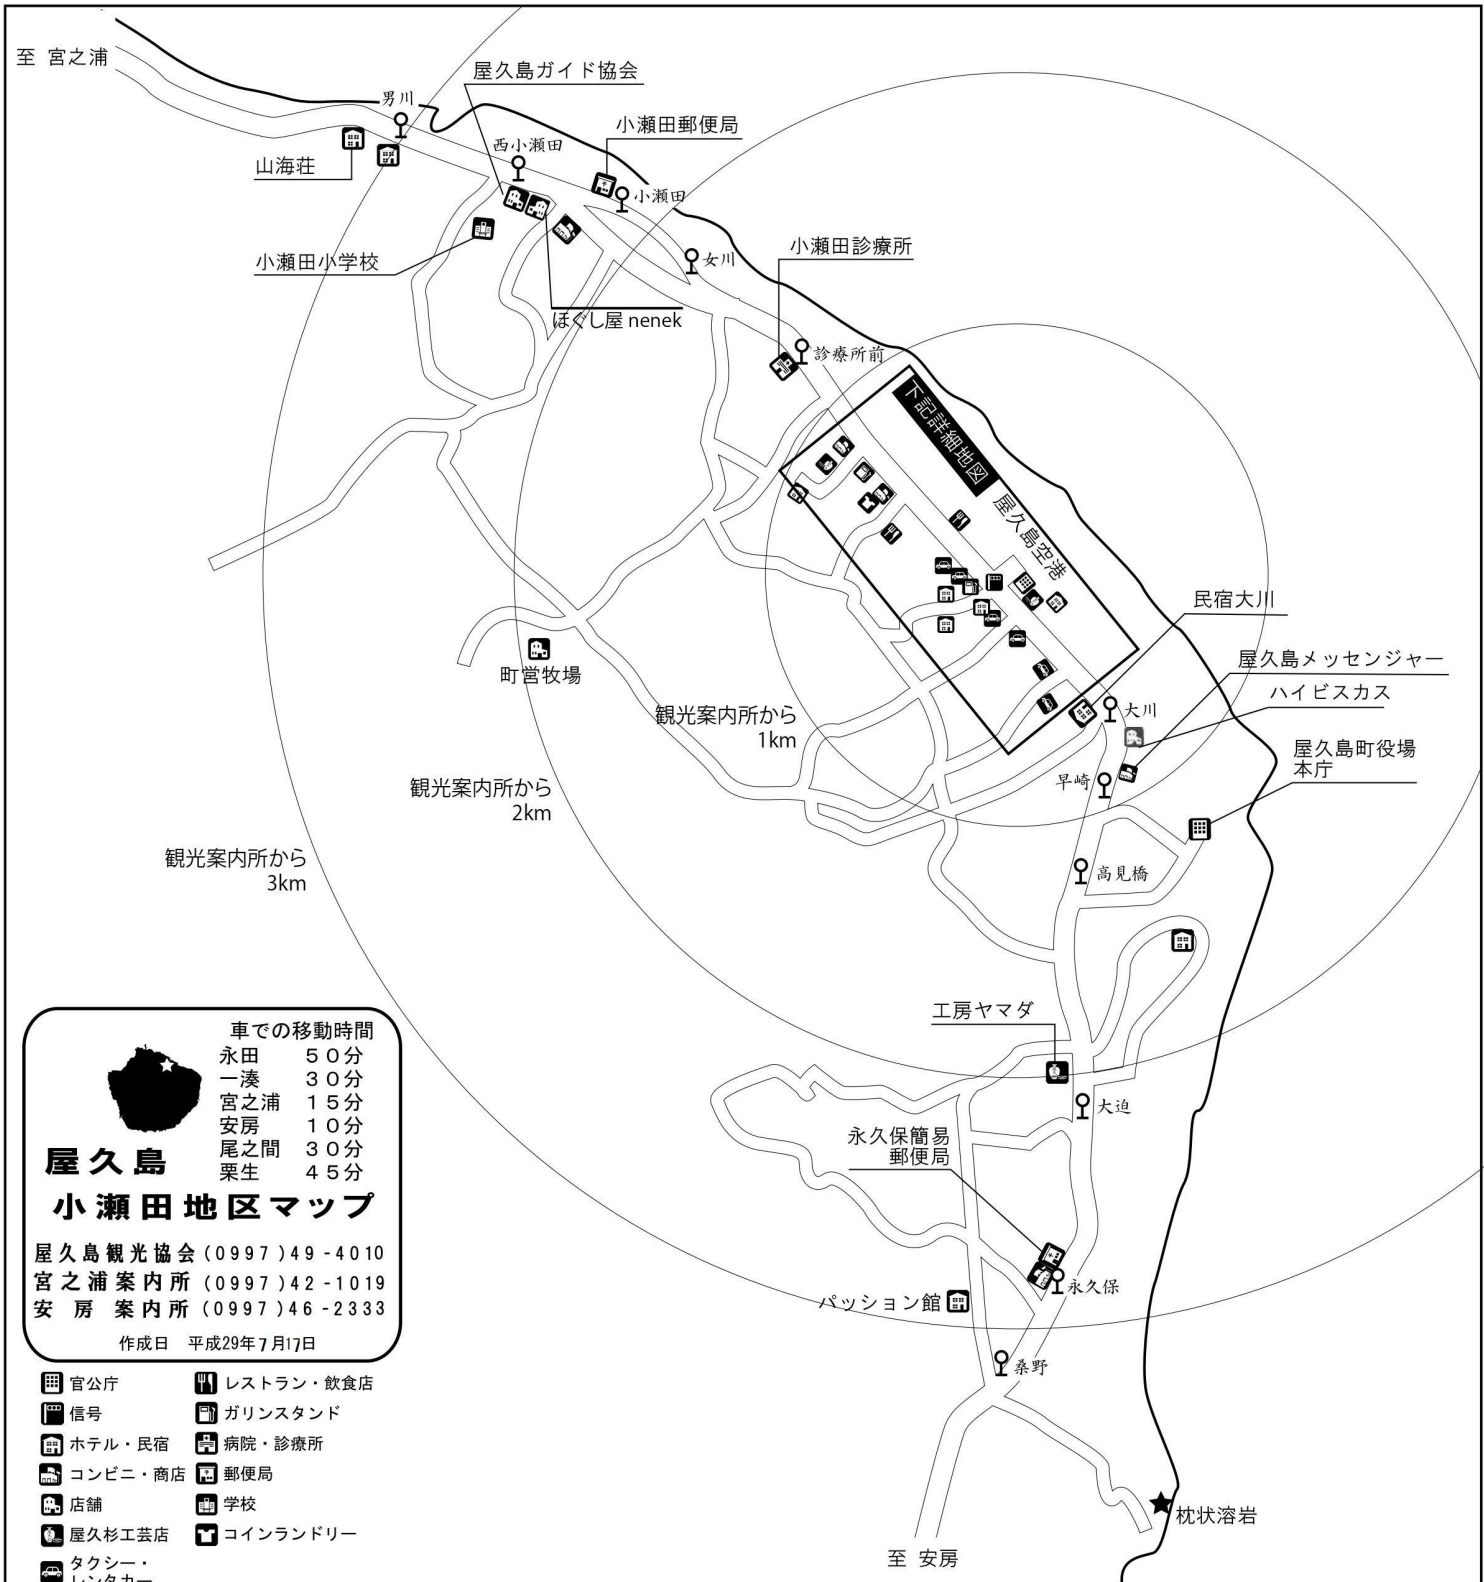 至 宮之浦
男川
屋久島ガイド協会
西小瀬田
小瀬田郵便局
小瀬田
山海荘
小瀬田小学校
女川
小瀬田診療所
ほぐし屋 nenek
診療所前
下記詳細地図
屋久島空港
民宿大川
屋久島メッセンジャー
ハイビスカス
大川
屋久島町役場
本庁
早崎
高見橋
町営牧場
観光案内所から
1km
観光案内所から
2km
観光案内所から
3km
工房ヤマダ
大迫
永久保簡易
郵便局
永久保
パッション館
桑野
枕状溶岩
至 安房
車での移動時間
永田 50分
一湊 30分
宮之浦 15分
安房 10分
尾之間 30分
栗生 45分
屋久島
小瀬田地区マップ
屋久島観光協会(0997)49-4010
宮之浦案内所(0997)42-1019
安房案内所(0997)46-2333
作成日 平成29年7月17日
官公庁
信号
ホテル・民宿
コンビニ・商店
店舗
屋久杉工芸店
タクシー・
レンタカー
レストラン・飲食店
ガリンスタンド
病院・診療所
郵便局
学校
コインランドリー